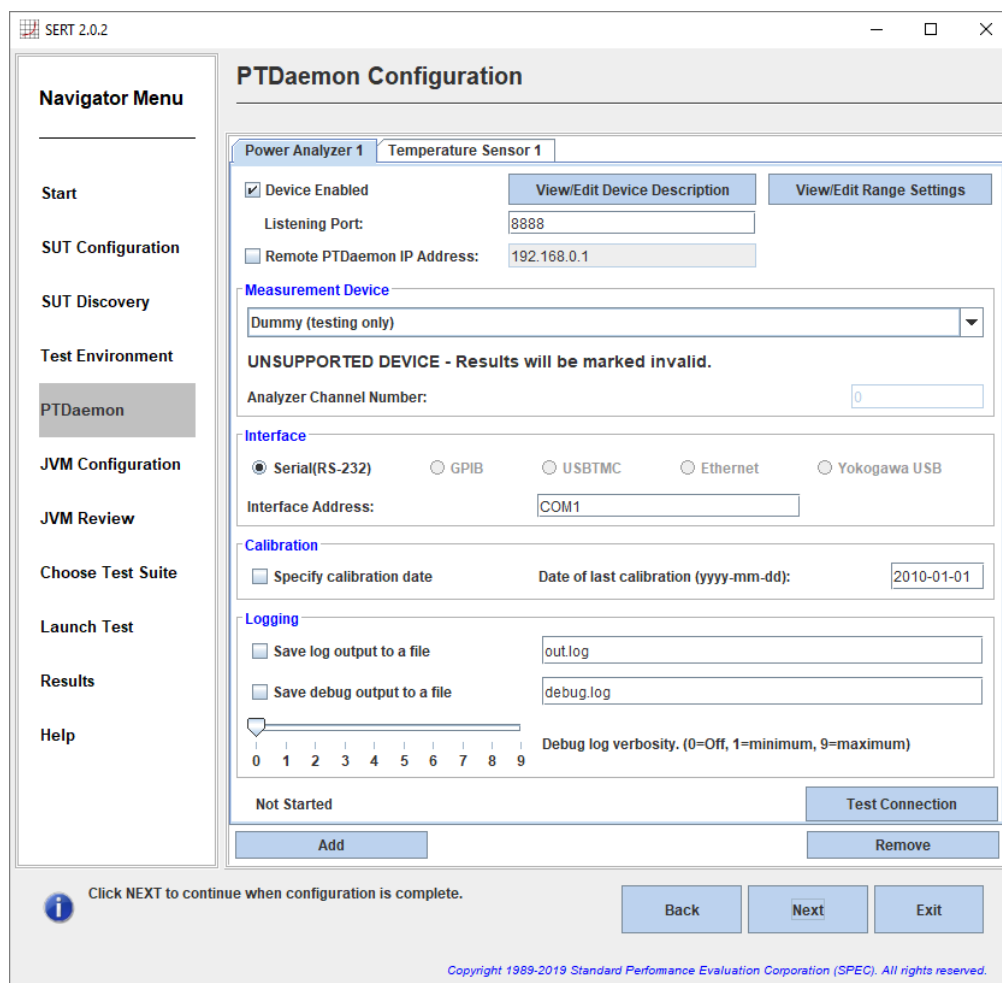 SERT 2.0.2
Navigator Menu
Start
SUT Configuration
SUT Discovery
Test Environment
PTDaemon
JVM Configuration
JVM Review
Choose Test Suite
Launch Test
Results
Help
PTDaemon Configuration
Power Analyzer 1 Temperature Sensor 1
Device Enabled View/Edit Device Description View/Edit Range Settings
Listening Port: 8888
Remote PTDaemon IP Address: 192.168.0.1
Measurement Device
Dummy (testing only)
UNSUPPORTED DEVICE - Results will be marked invalid.
Analyzer Channel Number: 0
Interface
Serial(RS-232) GPIB USBTMC Ethernet Yokogawa USB
Interface Address: COM1
Calibration
Specify calibration date Date of last calibration (yyyy-mm-dd): 2010-01-01
Logging
Save log output to a file out.log
Save debug output to a file debug.log
0 1 2 3 4 5 6 7 8 9
Debug log verbosity. (0=Off, 1=minimum, 9=maximum)
Not Started Test Connection
Add Remove
Click NEXT to continue when configuration is complete.
Back Next Exit
Copyright 1989-2019 Standard Performance Evaluation Corporation (SPEC). All rights reserved.